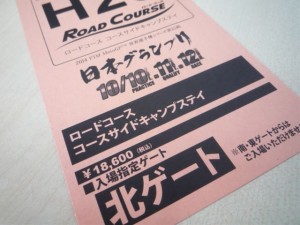 H2
ROAD COURSE
ロードコース コースサイドキャンプステイ
日本グランプリ
10/10 11 12
PRACTICE
ロードコース
コースサイドキャンプステイ
¥18,600(税込)
入場指定ゲート
北ゲート
※南・東ゲートからは
ご入場いただけませ